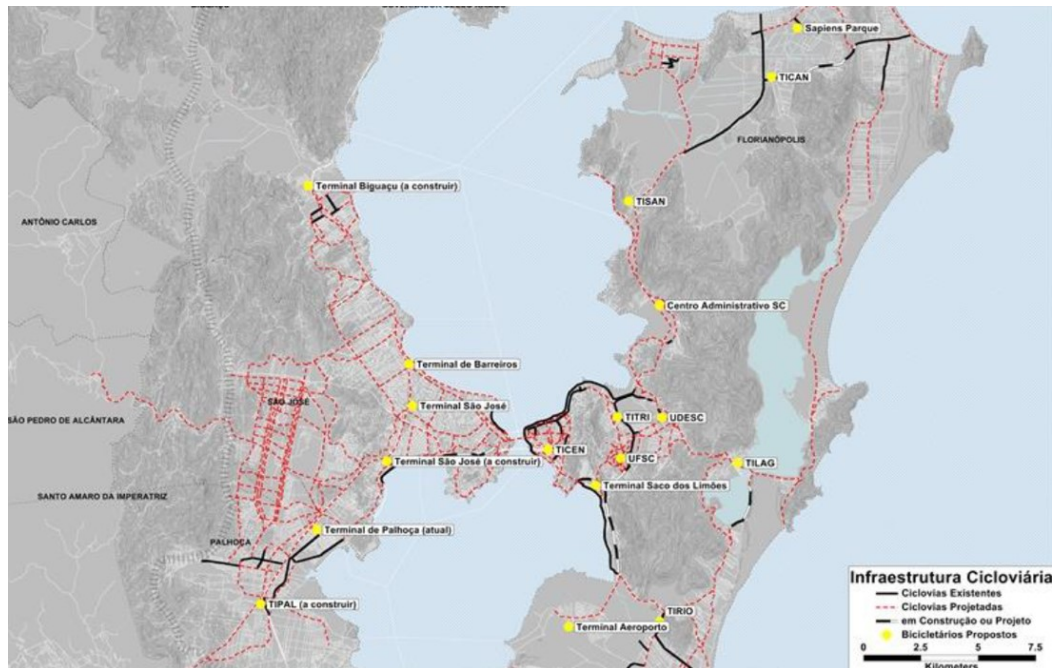 Sapiens Parque
TICAN
FLORIANÓPOLIS
Terminal Biguaçu (a construir)
TISAN
ANTÔNIO CARLOS
Centro Administrativo SC
Terminal de Barreiros
SÃO JOSÉ
Terminal São José
SÃO PEDRO DE ALCÂNTARA
TITRI
UDESC
TICEN
UFSC
TILAG
Terminal São José (a construir)
Terminal Saco dos Limões
SANTO AMARO DA IMPERATRIZ
Terminal de Palhoça (atual)
PALHOÇA
TIPAL (a construir)
TIRIO
Terminal Aeroporto
Infraestrutura Cicloviária
Ciclovias Existentes
Ciclovias Projetadas
em Construção ou Projeto
Bicicletários Propostos
0 2.5 5 7.5
Kilometers